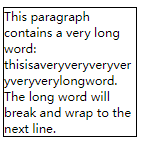 This paragraph
contains a very long
word:
thisisaveryveryveryver
yveryverylongword.
The long word will
break and wrap to the
next line.